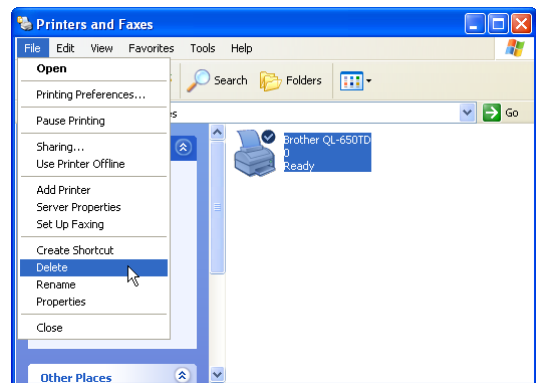 Printers and Faxes
File Edit View Favorites Tools Help
Search Folders
Go
Open
Printing Preferences...
Pause Printing
Sharing...
Use Printer Offline
Add Printer
Server Properties
Set Up Faxing
Create Shortcut
Delete
Rename
Properties
Close
Other Places
Brother QL-650TD
0
Ready